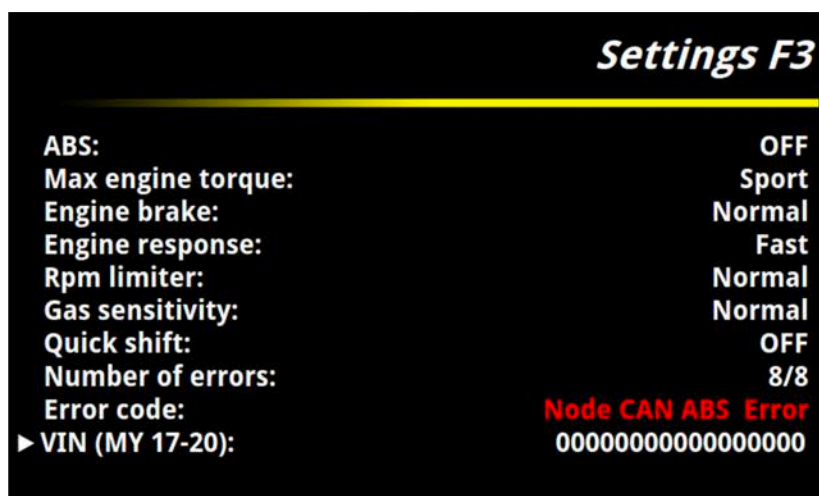 Settings F3
ABS: OFF
Max engine torque: Sport
Engine brake: Normal
Engine response: Fast
Rpm limiter: Normal
Gas sensitivity: Normal
Quick shift: OFF
Number of errors: 8/8
Error code: Node CAN ABS Error
VIN (MY 17-20): 00000000000000000